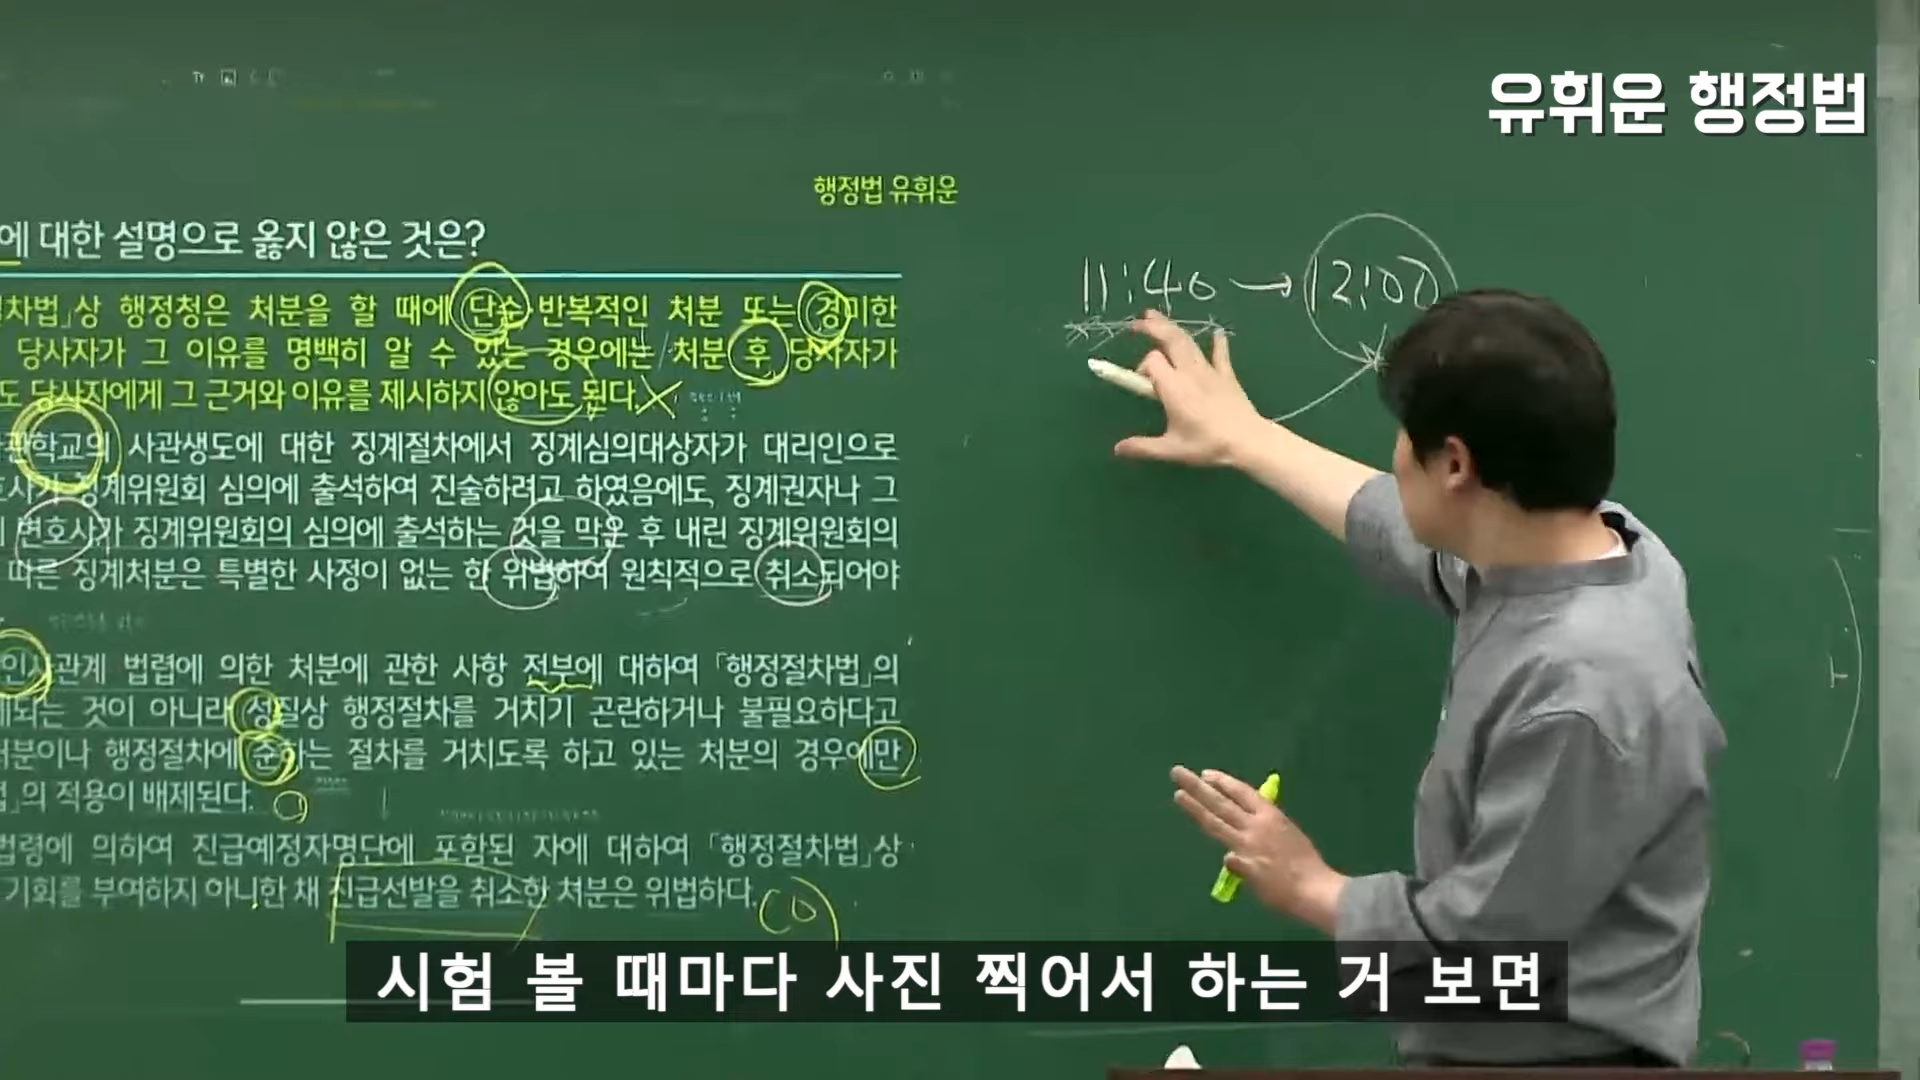 유휘운 행정법
행정법 유휘운
에 대한 설명으로 옳지 않은 것은?
절차법」상 행정청은 처분을 할 때에 단순 반복적인 처분 또는 경미한
당사자가 그 이유를 명백히 알 수 있는 경우에는 처분 후 당사자가
도 당사자에게 그 근거와 이유를 제시하지 않아도 된다.
관학교의 사관생도에 대한 징계절차에서 징계심의대상자가 대리인으로
호사가 징계위원회 심의에 출석하여 진술하려고 하였음에도, 징계권자나 그
변호사가 징계위원회의 심의에 출석하는 것을 막은 후 내린 징계위원회의
따른 징계처분은 특별한 사정이 없는 한 위법하여 원칙적으로 취소되어야
인사관계 법령에 의한 처분에 관한 사항 전부에 대하여 「행정절차법」의
제되는 것이 아니라 성질상 행정절차를 거치기 곤란하거나 불필요하다고
처분이나 행정절차에 준하는 절차를 거치도록 하고 있는 처분의 경우에만
법」의 적용이 배제된다.
법령에 의하여 진급예정자명단에 포함된 자에 대하여 「행정절차법」상
기회를 부여하지 아니한 채 진급선발을 취소한 처분은 위법하다.
11:40 → 12:00
시험 볼 때마다 사진 찍어서 하는 거 보면